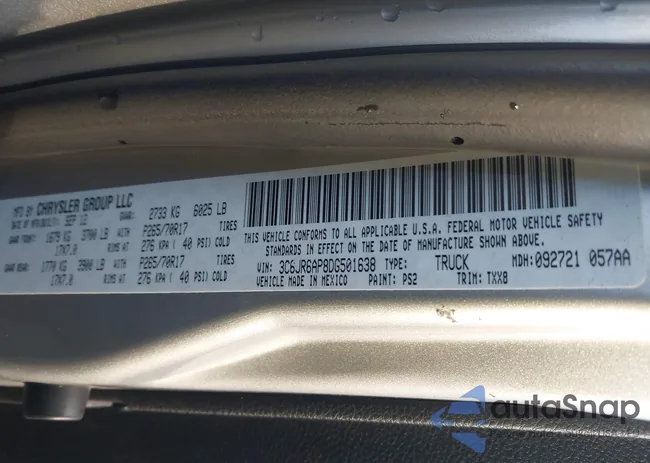 MFD BY CHRYSLER GROUP LLC
DATE OF MFR SEP 12 GVWR: 2733 KG 6025 LB
GAWR FRONT: 1679 KG 3700 LB WITH P265/70R17 TIRES
17X7.0 RIMS AT 276 KPA ( 40 PSI) COLD
GAWR REAR: 1770 KG 3900 LB WITH P265/70R17 TIRES
17X7.0 RIMS AT 276 KPA ( 40 PSI) COLD
THIS VEHICLE CONFORMS TO ALL APPLICABLE U.S.A. FEDERAL MOTOR VEHICLE SAFETY
STANDARDS IN EFFECT ON THE DATE OF MANUFACTURE SHOWN ABOVE.
VIN: 3C6JR6AP8DG501638 TYPE: TRUCK MDH: 092721 057AA
VEHICLE MADE IN MEXICO PAINT: PS2 TRIM: TXX8
autoSnap